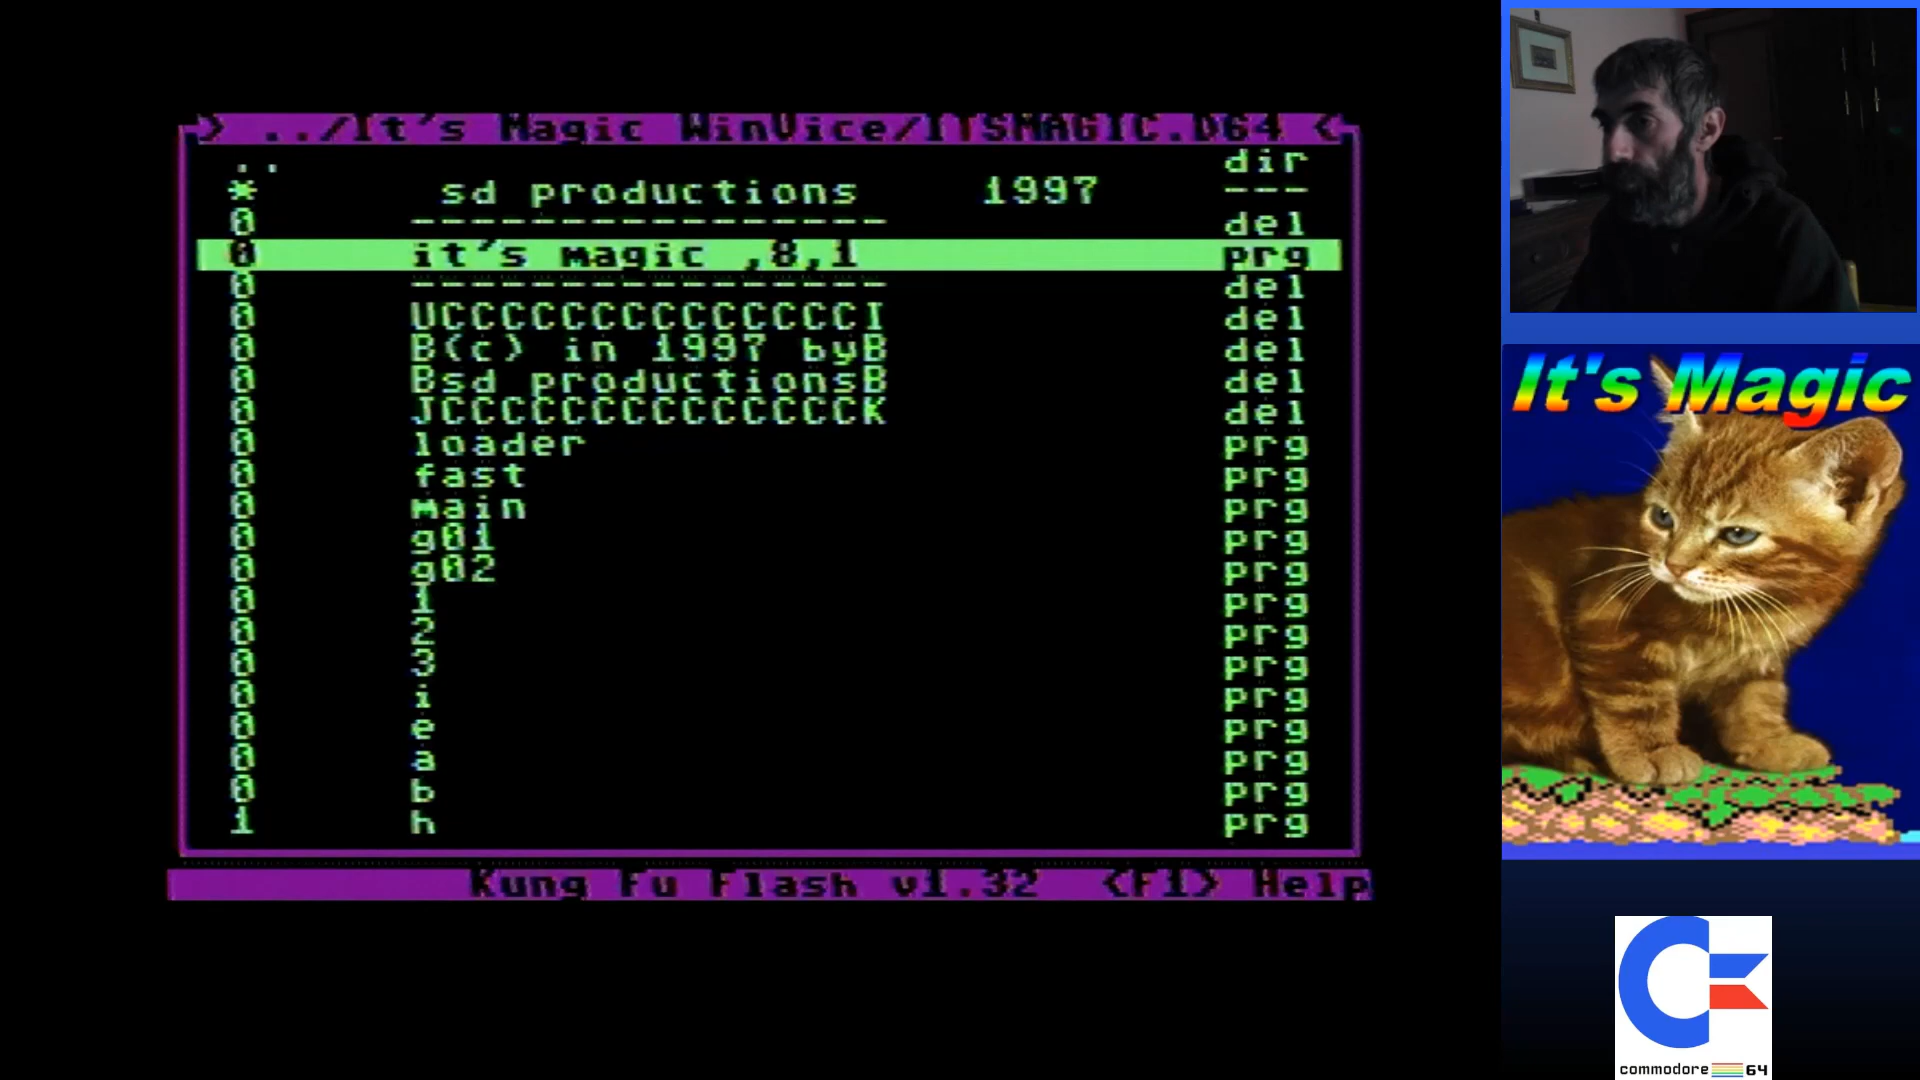 > ../It's Magic WinVice/ITSMAGIC.D64 <
.. dir
* sd productions 1997 ---
0 ---------------- del
0 it's magic ,8,1 prg
0 ---------------- del
0 UCCCCCCCCCCCCCCI del
0 B(c) in 1997 byB del
0 Bsd productionsB del
0 JCCCCCCCCCCCCCCK del
0 loader prg
0 fast prg
0 main prg
0 g01 prg
0 g02 prg
0 1 prg
0 2 prg
0 3 prg
0 i prg
0 e prg
0 a prg
0 b prg
1 h prg
Kung Fu Flash v1.32 <F1> Help
It's Magic
commodore 64